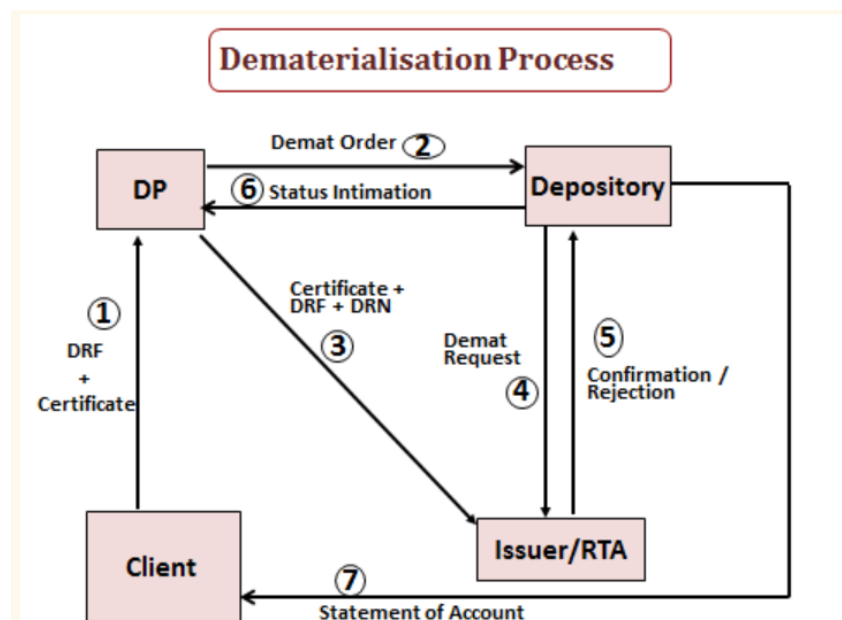 Dematerialisation Process
Demat Order 2
DP
Depository
6 Status Intimation
Certificate +
DRF + DRN
3
1
DRF
+
Certificate
Demat
Request
4
5
Confirmation /
Rejection
Client
Issuer/RTA
7
Statement of Account